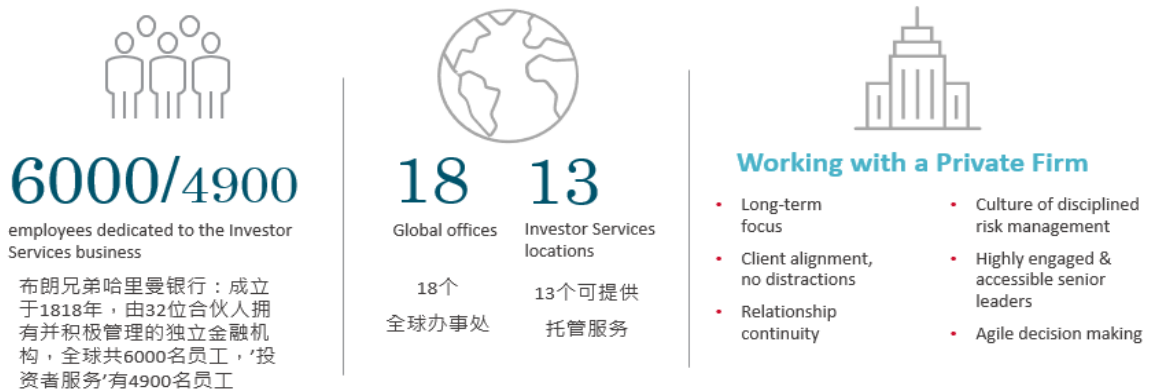 6000/4900
employees dedicated to the Investor
Services business
布朗兄弟哈里曼银行：成立
于1818年，由32位合伙人拥
有并积极管理的独立金融机
构，全球共6000名员工，'投
资者服务'有4900名员工
18
Global offices
18个
全球办事处
13
Investor Services
locations
13个可提供
托管服务
Working with a Private Firm
• Long-term
focus
• Client alignment,
no distractions
• Relationship
continuity
• Culture of disciplined
risk management
• Highly engaged &
accessible senior
leaders
• Agile decision making